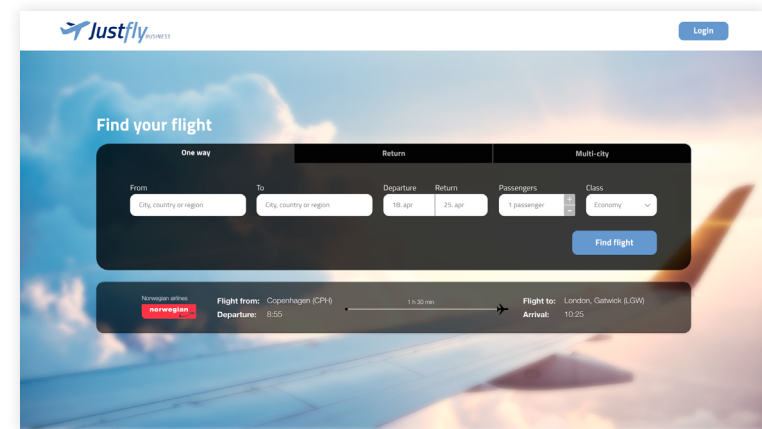 Justfly BUSINESS
Login
Find your flight
One way Return Multi-city
From To Departure Return Passengers Class
City, country or region City, country or region 18. apr 25. apr 1 passenger + − Economy
Find flight
Norwegian airlines
norwegian
Flight from: Copenhagen (CPH) 1 h 30 min Flight to: London, Gatwick (LGW)
Departure: 8:55 Arrival: 10:25